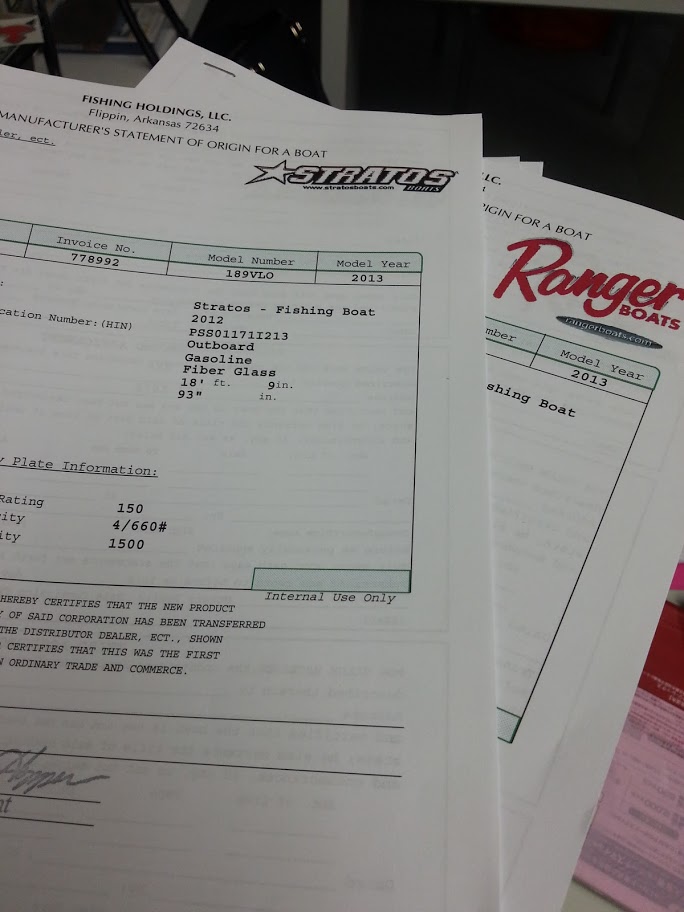 FISHING HOLDINGS, LLC.
Flippin, Arkansas 72634
MANUFACTURER'S STATEMENT OF ORIGIN FOR A BOAT
ler, ect.
STRATOS
www.stratosboats.com BOATS
Invoice No. Model Number Model Year
778992 189VLO 2013
Stratos - Fishing Boat
2012
cation Number:(HIN) PSS01171I213
Outboard
Gasoline
Fiber Glass
18' ft. 9in.
93" in.
y Plate Information:
Rating 150
ity 4/660#
ity 1500
Internal Use Only
HEREBY CERTIFIES THAT THE NEW PRODUCT
Y OF SAID CORPORATION HAS BEEN TRANSFERRED
THE DISTRIBUTOR DEALER, ECT., SHOWN
CERTIFIES THAT THIS WAS THE FIRST
N ORDINARY TRADE AND COMMERCE.
nt
LC.
RIGIN FOR A BOAT
Ranger
BOATS
rangerboats.com
mber Model Year
2013
shing Boat